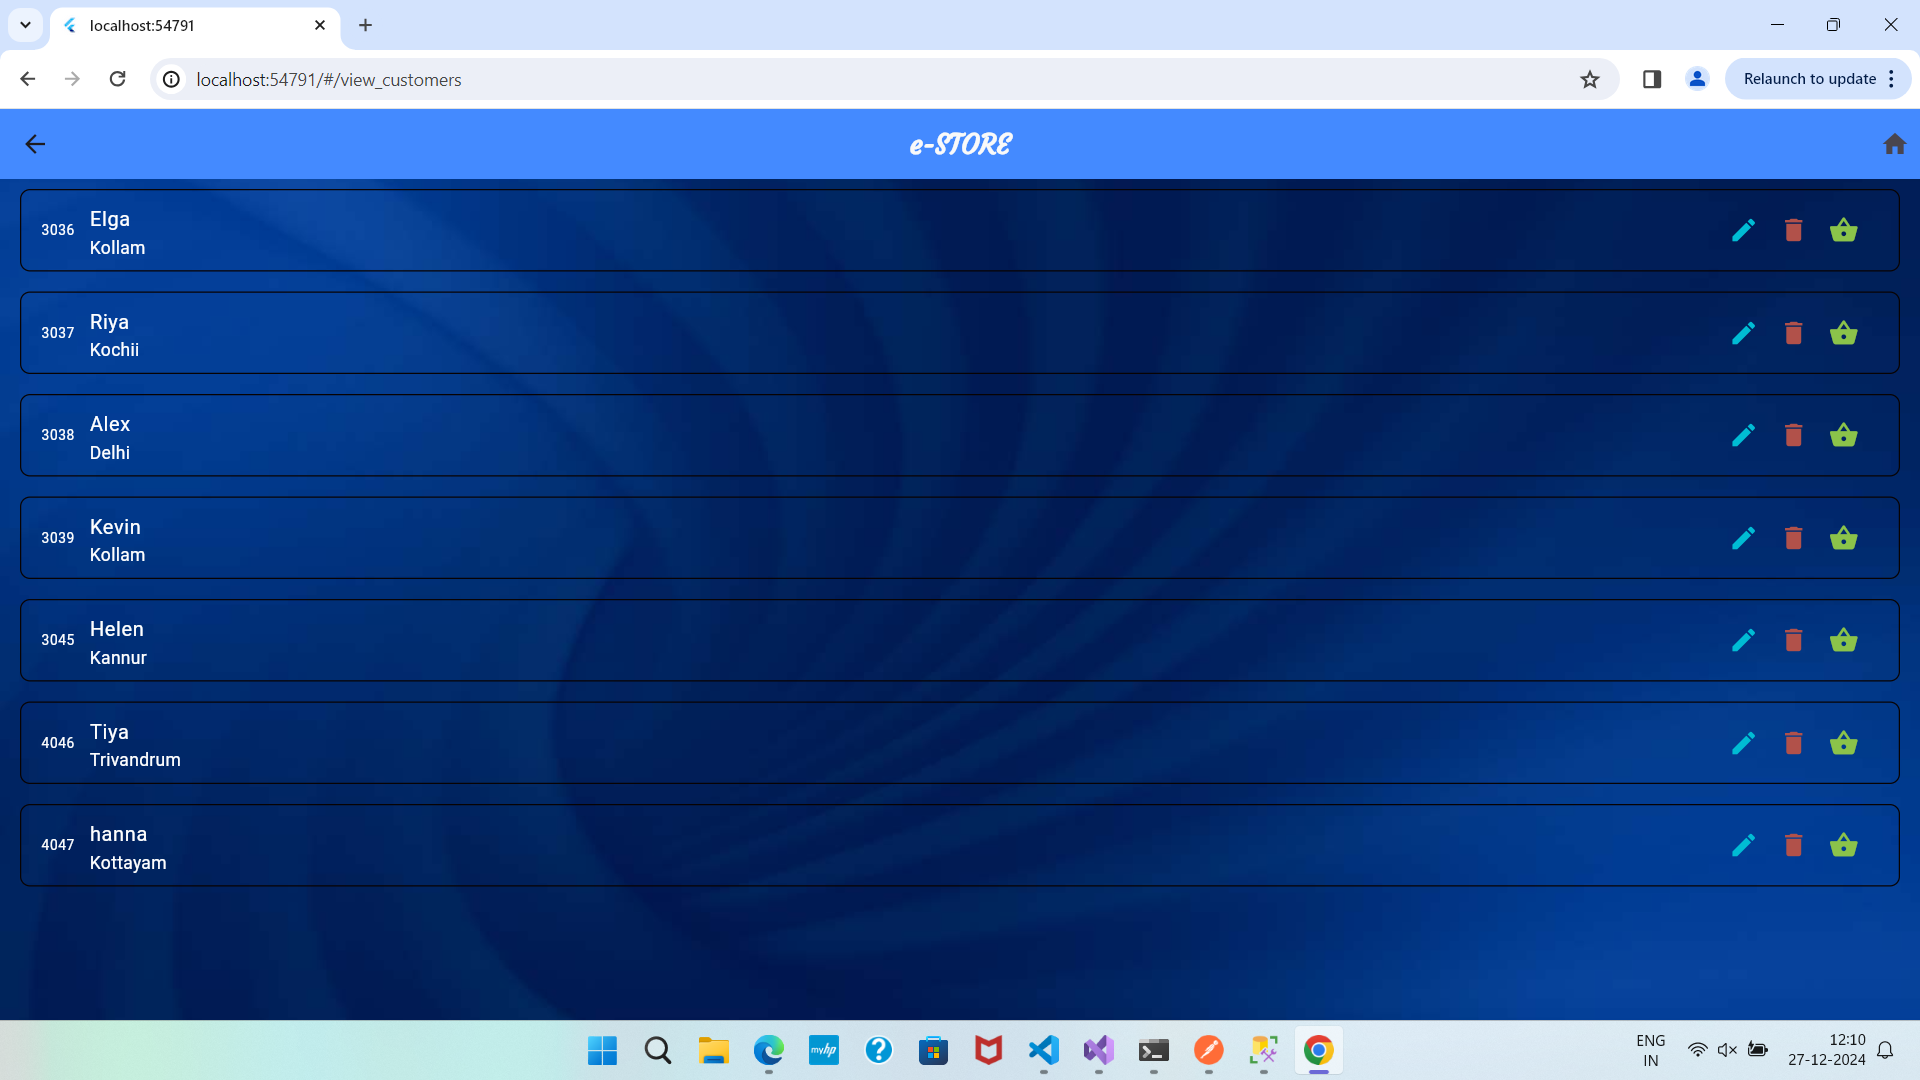 localhost:54791
localhost:54791/#/view_customers
Relaunch to update
e-STORE
3036
Elga
Kollam
3037
Riya
Kochii
3038
Alex
Delhi
3039
Kevin
Kollam
3045
Helen
Kannur
4046
Tiya
Trivandrum
4047
hanna
Kottayam
myhp
ENG
IN
12:10
27-12-2024